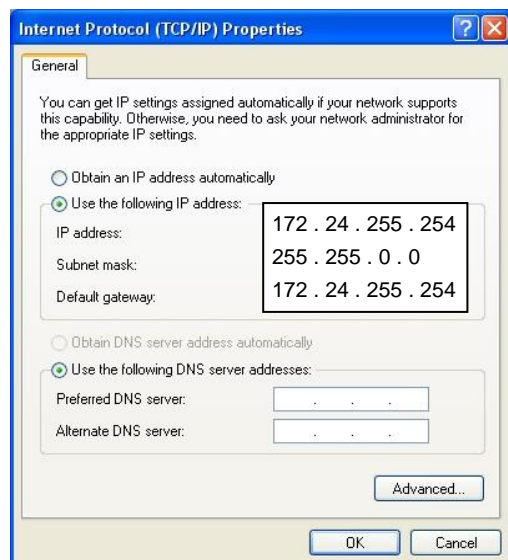 Internet Protocol (TCP/IP) Properties
General
You can get IP settings assigned automatically if your network supports
this capability. Otherwise, you need to ask your network administrator for
the appropriate IP settings.
Obtain an IP address automatically
Use the following IP address:
IP address: 172 . 24 . 255 . 254
Subnet mask: 255 . 255 . 0 . 0
Default gateway: 172 . 24 . 255 . 254
Obtain DNS server address automatically
Use the following DNS server addresses:
Preferred DNS server: . . .
Alternate DNS server: . . .
Advanced...
OK Cancel